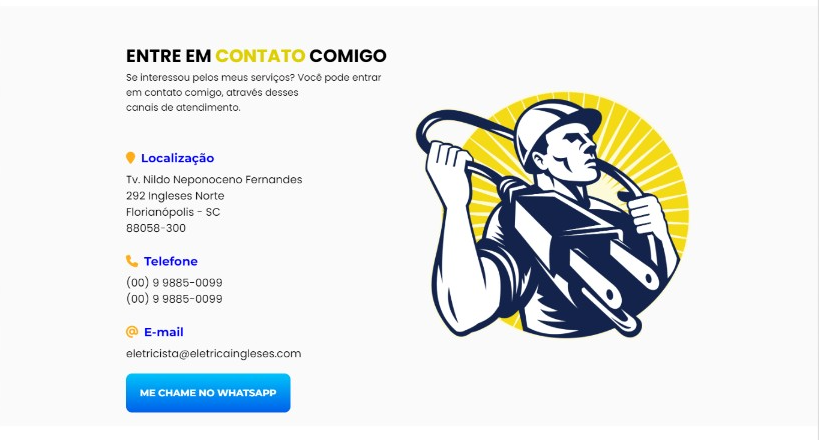 ENTRE EM CONTATO COMIGO
Se interessou pelos meus serviços? Você pode entrar
em contato comigo, através desses
canais de atendimento.
Localização
Tv. Nildo Neponoceno Fernandes
292 Ingleses Norte
Florianópolis - SC
88058-300
Telefone
(00) 9 9885-0099
(00) 9 9885-0099
E-mail
eletricista@eletricaingleses.com
ME CHAME NO WHATSAPP